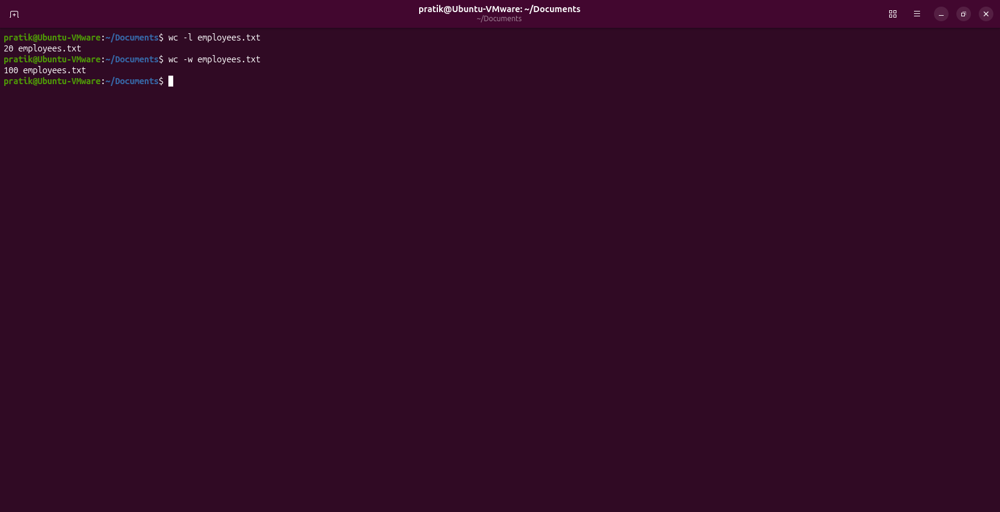 pratik@Ubuntu-VMware: ~/Documents
~/Documents
pratik@Ubuntu-VMware:~/Documents$ wc -l employees.txt
20 employees.txt
pratik@Ubuntu-VMware:~/Documents$ wc -w employees.txt
100 employees.txt
pratik@Ubuntu-VMware:~/Documents$